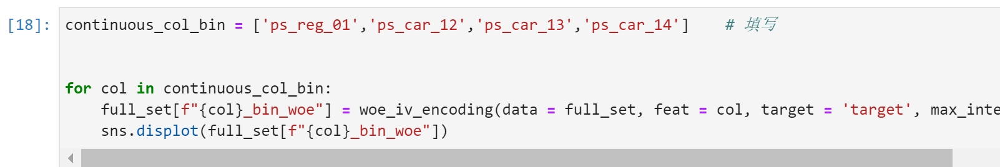 [18]: continuous_col_bin = ['ps_reg_01','ps_car_12','ps_car_13','ps_car_14']    # 填写
for col in continuous_col_bin:
    full_set[f"{col}_bin_woe"] = woe_iv_encoding(data = full_set, feat = col, target = 'target', max_inte
    sns.displot(full_set[f"{col}_bin_woe"])